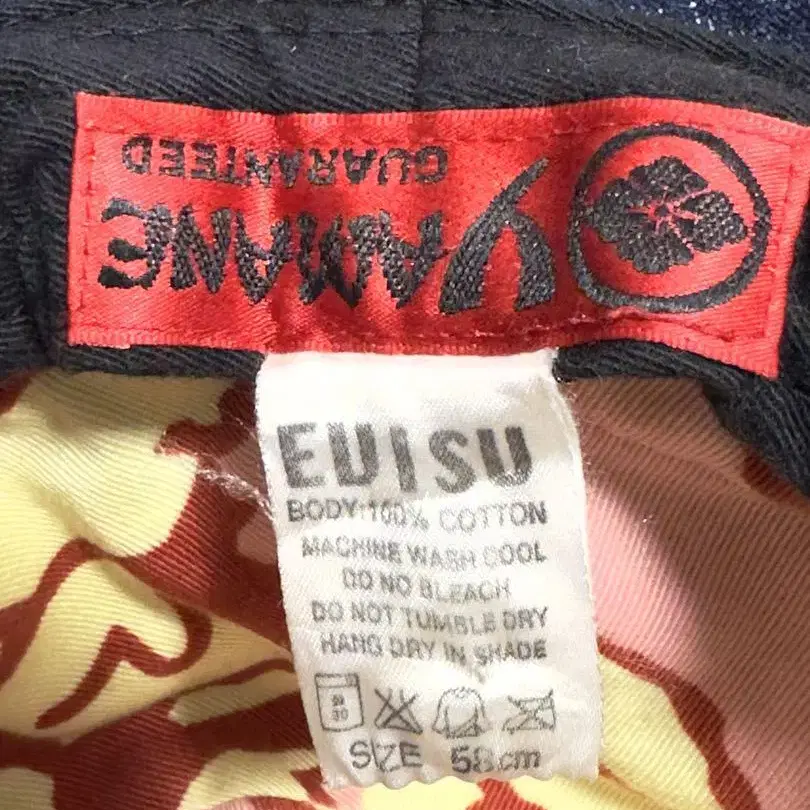 YAMANE
GUARANTEED
EVISU
BODY:100% COTTON
MACHINE WASH COOL
DO NO BLEACH
DO NOT TUMBLE DRY
HANG DRY IN SHADE
SIZE 58cm